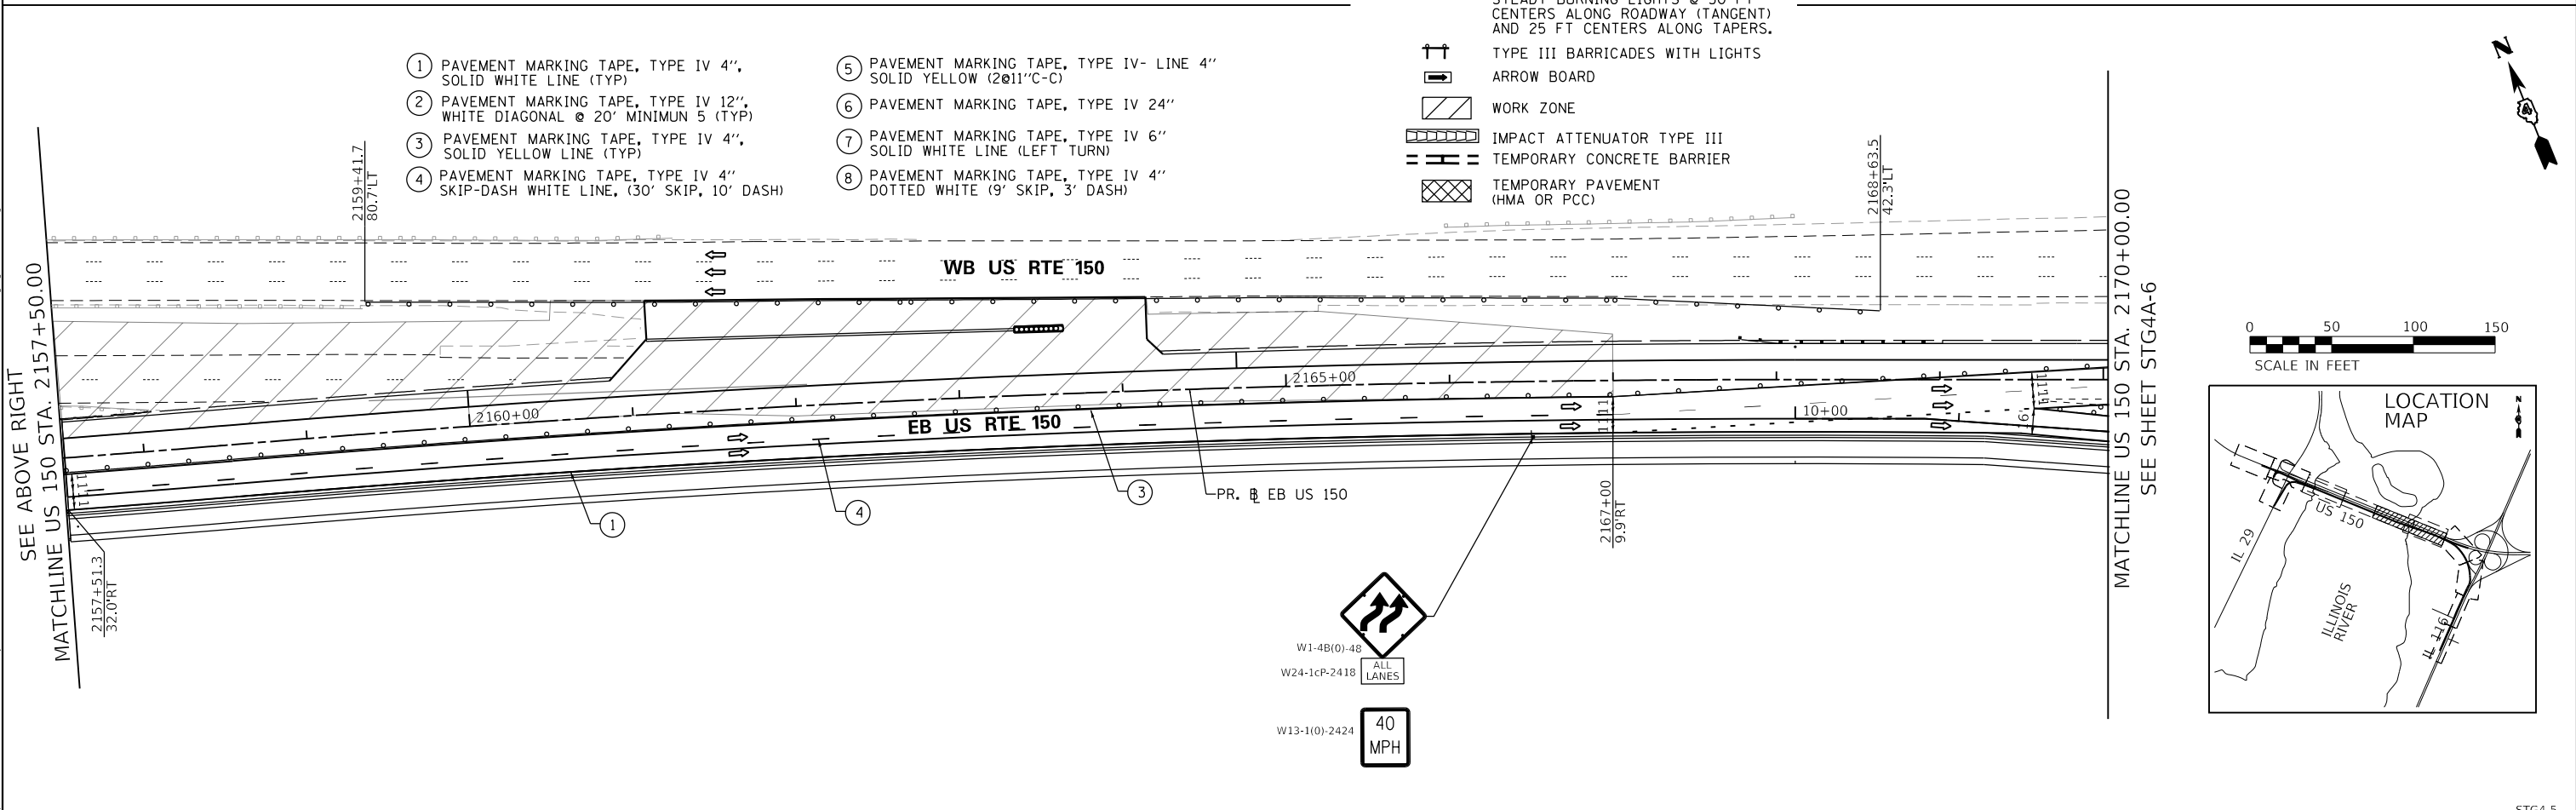 CENTERS ALONG ROADWAY (TANGENT)
AND 25 FT CENTERS ALONG TAPERS.
TYPE III BARRICADES WITH LIGHTS
ARROW BOARD
WORK ZONE
IMPACT ATTENUATOR TYPE III
TEMPORARY CONCRETE BARRIER
TEMPORARY PAVEMENT
(HMA OR PCC)
1 PAVEMENT MARKING TAPE, TYPE IV 4",
SOLID WHITE LINE (TYP)
2 PAVEMENT MARKING TAPE, TYPE IV 12",
WHITE DIAGONAL @ 20' MINIMUN 5 (TYP)
3 PAVEMENT MARKING TAPE, TYPE IV 4",
SOLID YELLOW LINE (TYP)
4 PAVEMENT MARKING TAPE, TYPE IV 4"
SKIP-DASH WHITE LINE, (30' SKIP, 10' DASH)
5 PAVEMENT MARKING TAPE, TYPE IV- LINE 4"
SOLID YELLOW (2@11"C-C)
6 PAVEMENT MARKING TAPE, TYPE IV 24"
7 PAVEMENT MARKING TAPE, TYPE IV 6"
SOLID WHITE LINE (LEFT TURN)
8 PAVEMENT MARKING TAPE, TYPE IV 4"
DOTTED WHITE (9' SKIP, 3' DASH)
N
SEE ABOVE RIGHT
MATCHLINE US 150 STA. 2157+50.00
2159+41.7
80.7'LT
2168+63.5
42.3'LT
WB US RTE 150
2165+00
2160+00
EB US RTE 150
10+00
11'
11'
11'
11'
11'
11'
16'
PR. ℄ EB US 150
1
4
3
2157+51.3
32.0'RT
2167+00
9.9'RT
W1-4B(0)-48
W24-1cP-2418
ALL
LANES
W13-1(0)-2424
40
MPH
MATCHLINE US 150 STA. 2170+00.00
SEE SHEET STG4A-6
0 50 100 150
SCALE IN FEET
LOCATION
MAP
N
US 150
IL 29
ILLINOIS
RIVER
IL 116